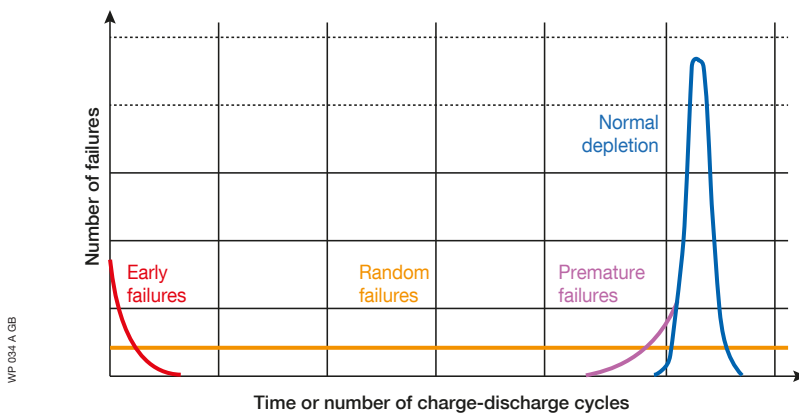 Number of failures
Normal
depletion
Early
failures
Random
failures
Premature
failures
WP 034 A GB
Time or number of charge-discharge cycles